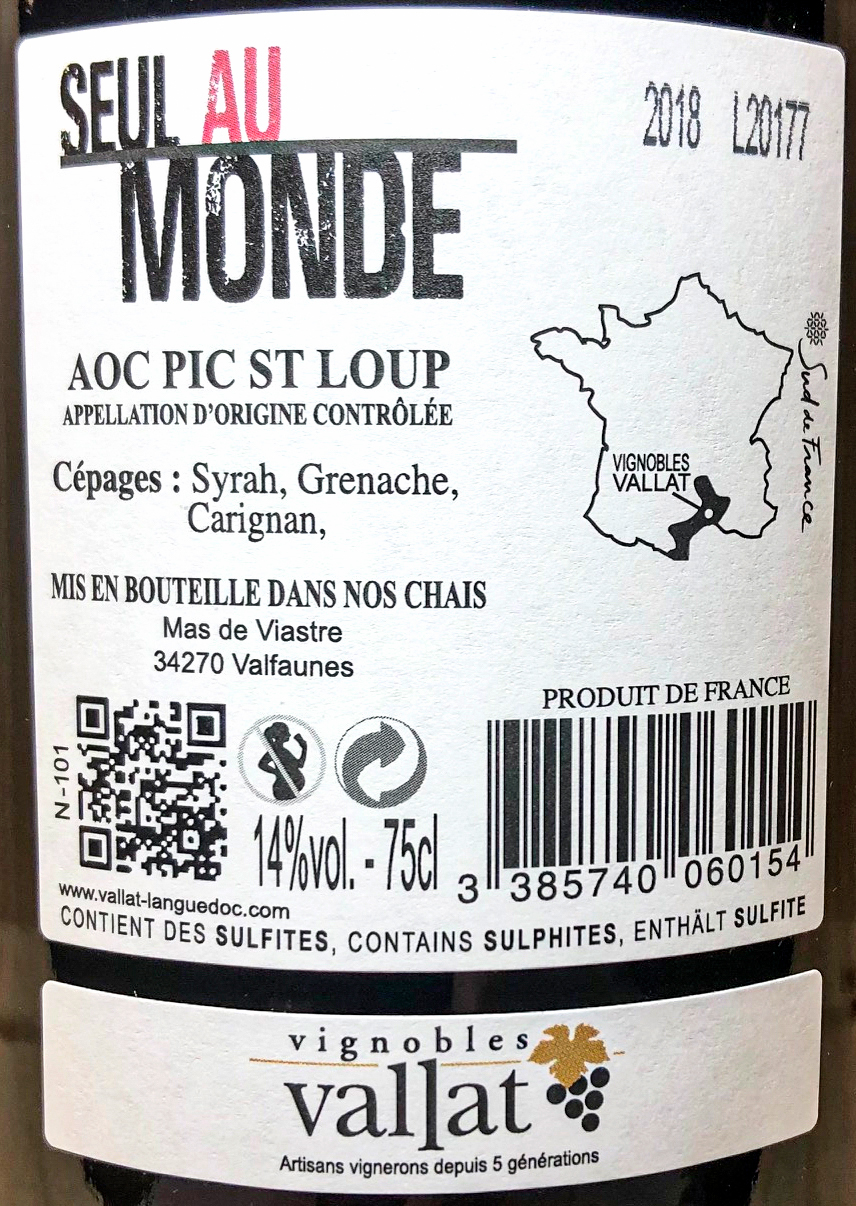 SEUL AU
MONDE
2018 L20177
AOC PIC ST LOUP
APPELLATION D'ORIGINE CONTRÔLÉE
Cépages : Syrah, Grenache,
Carignan,
VIGNOBLES
VALLAT
Sud de France
MIS EN BOUTEILLE DANS NOS CHAIS
Mas de Viastre
34270 Valfaunes
PRODUIT DE FRANCE
N-101
14%vol. - 75cl
3 385740 060154
www.vallat-languedoc.com
CONTIENT DES SULFITES, CONTAINS SULPHITES, ENTHÄLT SULFITE
vignobles
vallat
Artisans vignerons depuis 5 générations